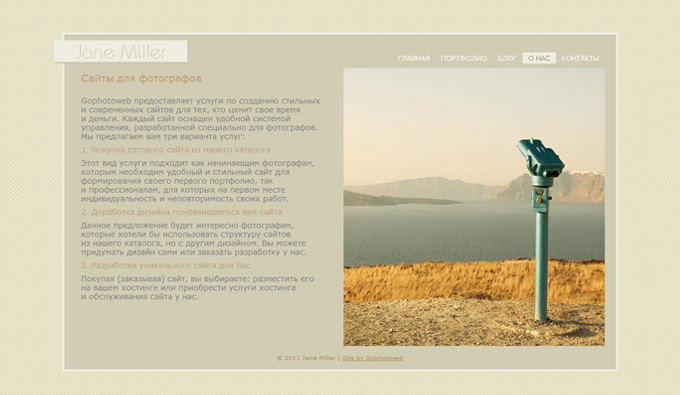 Jane Miller
ГЛАВНАЯ ПОРТФОЛИО БЛОГ О НАС КОНТАКТЫ
Сайты для фотографов
Gophotoweb предоставляет услуги по созданию стильных
и современных сайтов для тех, кто ценит свое время
и деньги. Каждый сайт оснащен удобной системой
управления, разработанной специально для фотографов.
Мы предлагаем вам три варианта услуг:
1. Покупка готового сайта из нашего каталога
Этот вид услуги подходит как начинающим фотографам,
которым необходим удобный и стильный сайт для
формирования своего первого портфолио, так
и профессионалам, для которых на первом месте
индивидуальность и неповторимость своих работ.
2. Доработка дизайна понравившегося вам сайта
Данное предложение будет интересно фотографам,
которые хотели бы использовать структуру сайтов
из нашего каталога, но с другим дизайном. Вы можете
придумать дизайн сами или заказать разработку у нас.
3. Разработка уникального сайта для Вас
Покупая (заказывая) сайт, вы выбираете: разместить его
на вашем хостинге или приобрести услуги хостинга
и обслуживания сайта у нас.
© 2011 Jane Miller | Site by Gophotoweb